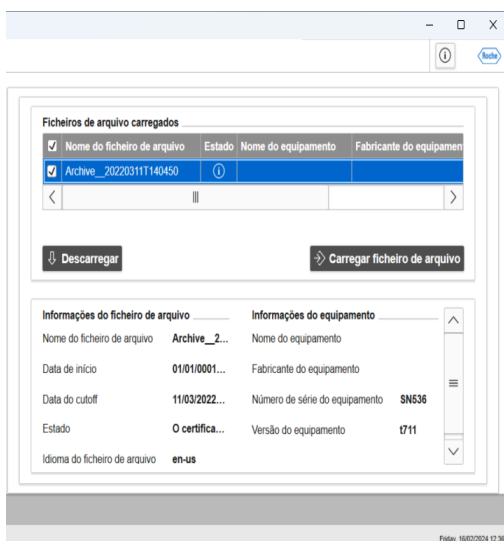 Roche
Ficheiros de arquivo carregados
Nome do ficheiro de arquivo Estado Nome do equipamento Fabricante do equipamen
Archive__20220311T140450
Descarregar
Carregar ficheiro de arquivo
Informações do ficheiro de arquivo
Nome do ficheiro de arquivo Archive__2...
Data de início 01/01/0001...
Data do cutoff 11/03/2022...
Estado O certifica...
Idioma do ficheiro de arquivo en-us
Informações do equipamento
Nome do equipamento
Fabricante do equipamento
Número de série do equipamento SN536
Versão do equipamento t711
Friday, 16/02/2024 12:36